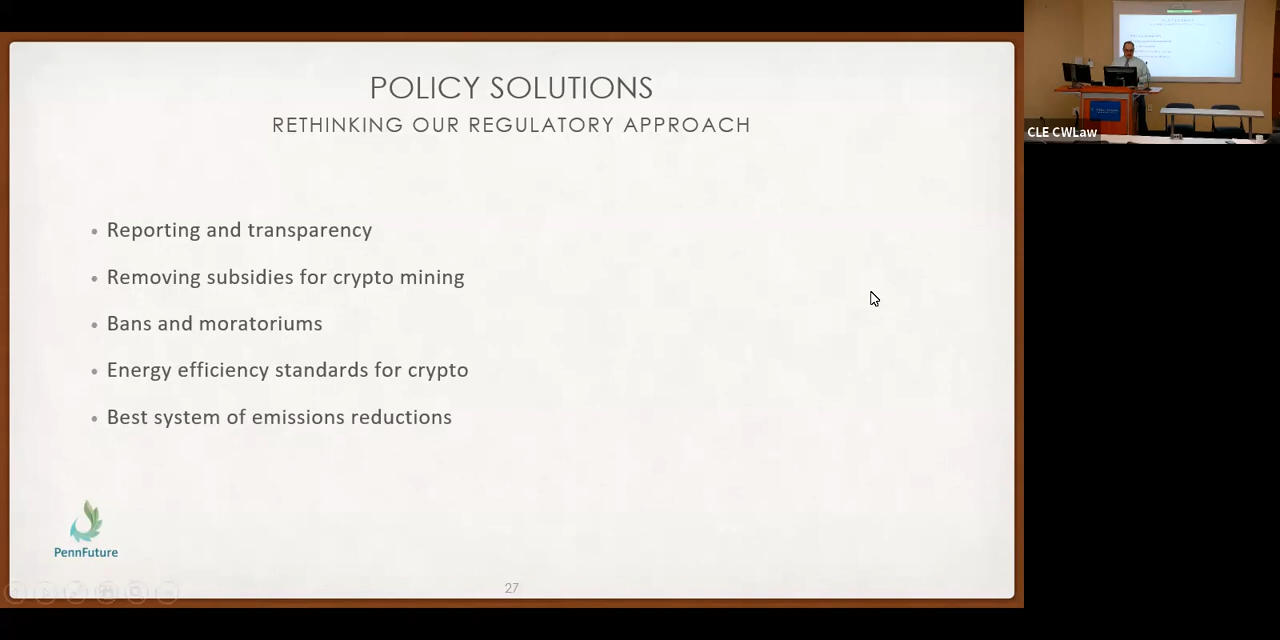 POLICY SOLUTIONS
RETHINKING OUR REGULATORY APPROACH
• Reporting and transparency
• Removing subsidies for crypto mining
• Bans and moratoriums
• Energy efficiency standards for crypto
• Best system of emissions reductions
PennFuture
27
CLE CWLaw